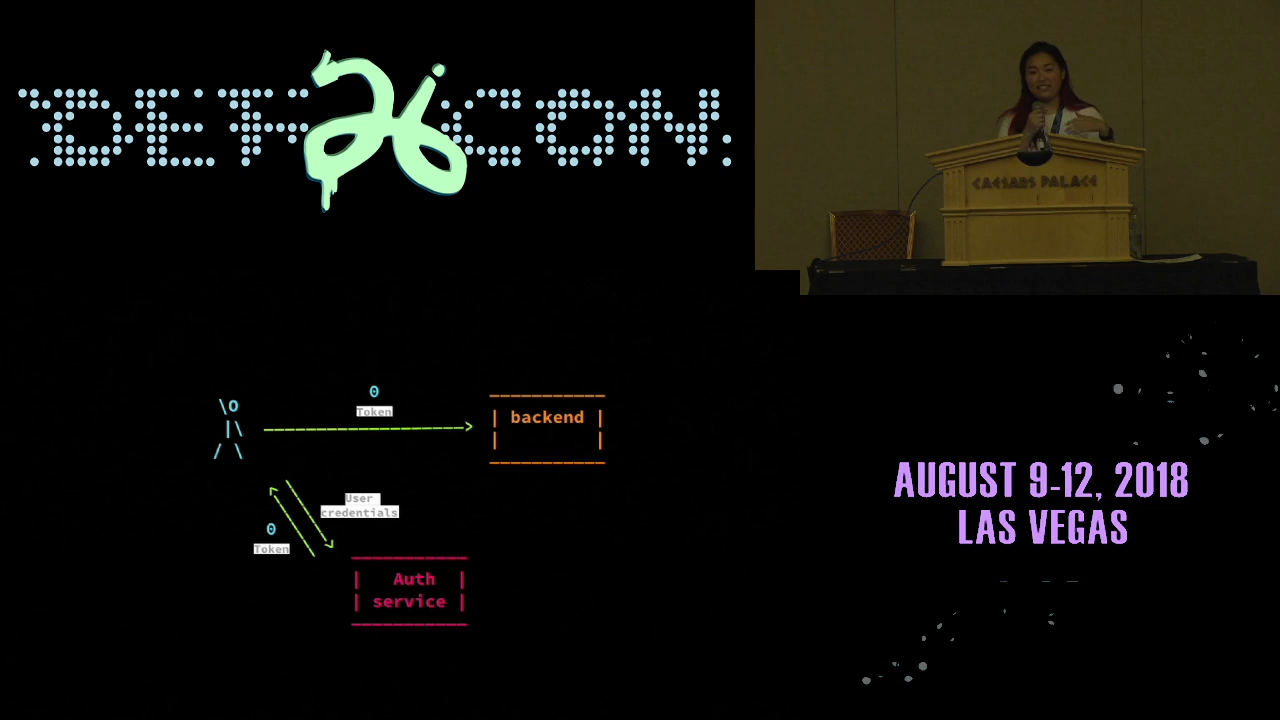 DEF 26 CON
CAESARS PALACE
0
Token
backend
User
credentials
0
Token
Auth
service
AUGUST 9-12, 2018
LAS VEGAS